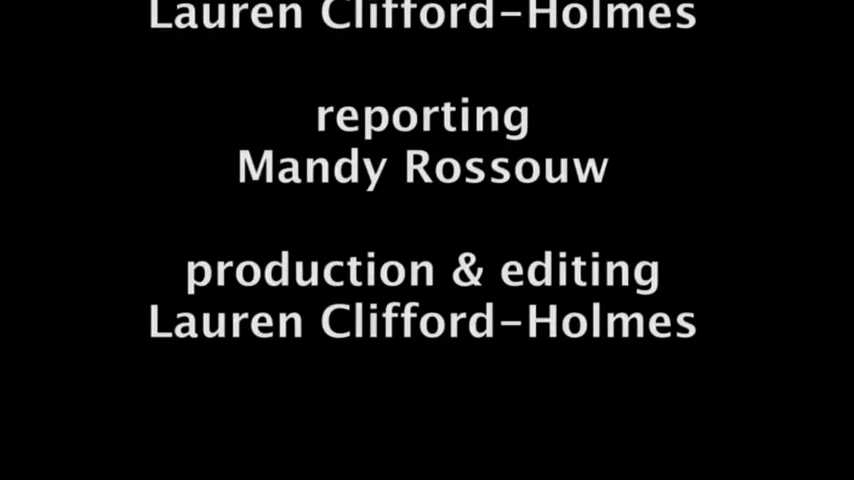 Lauren Clifford-Holmes
reporting
Mandy Rossouw
production & editing
Lauren Clifford-Holmes